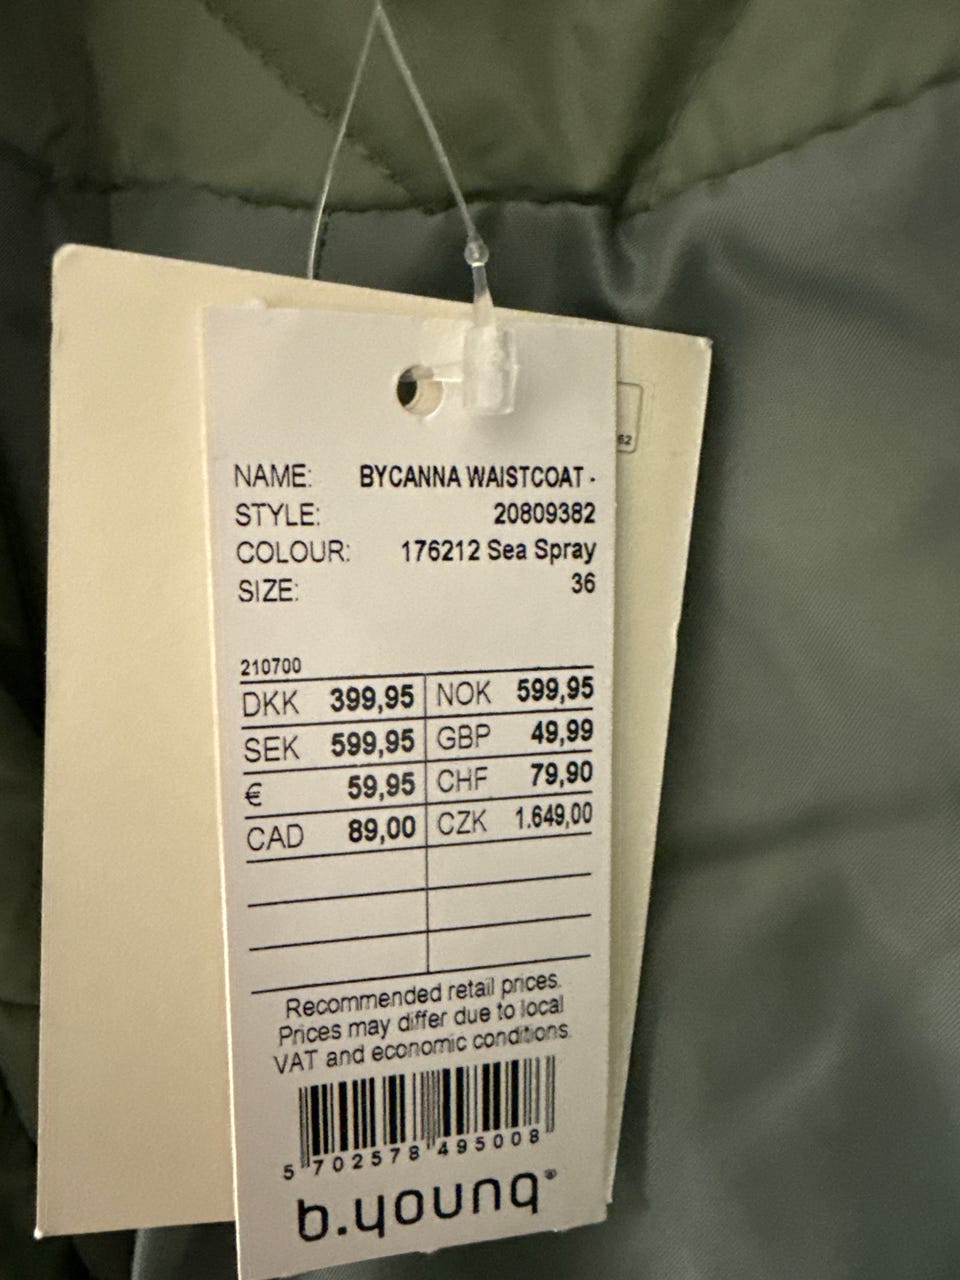 62
NAME: BYCANNA WAISTCOAT -
STYLE: 20809382
COLOUR: 176212 Sea Spray
SIZE: 36
210700
DKK 399,95 NOK 599,95
SEK 599,95 GBP 49,99
€ 59,95 CHF 79,90
CAD 89,00 CZK 1.649,00
Recommended retail prices.
Prices may differ due to local
VAT and economic conditions.
5 702578 495008
b.young®